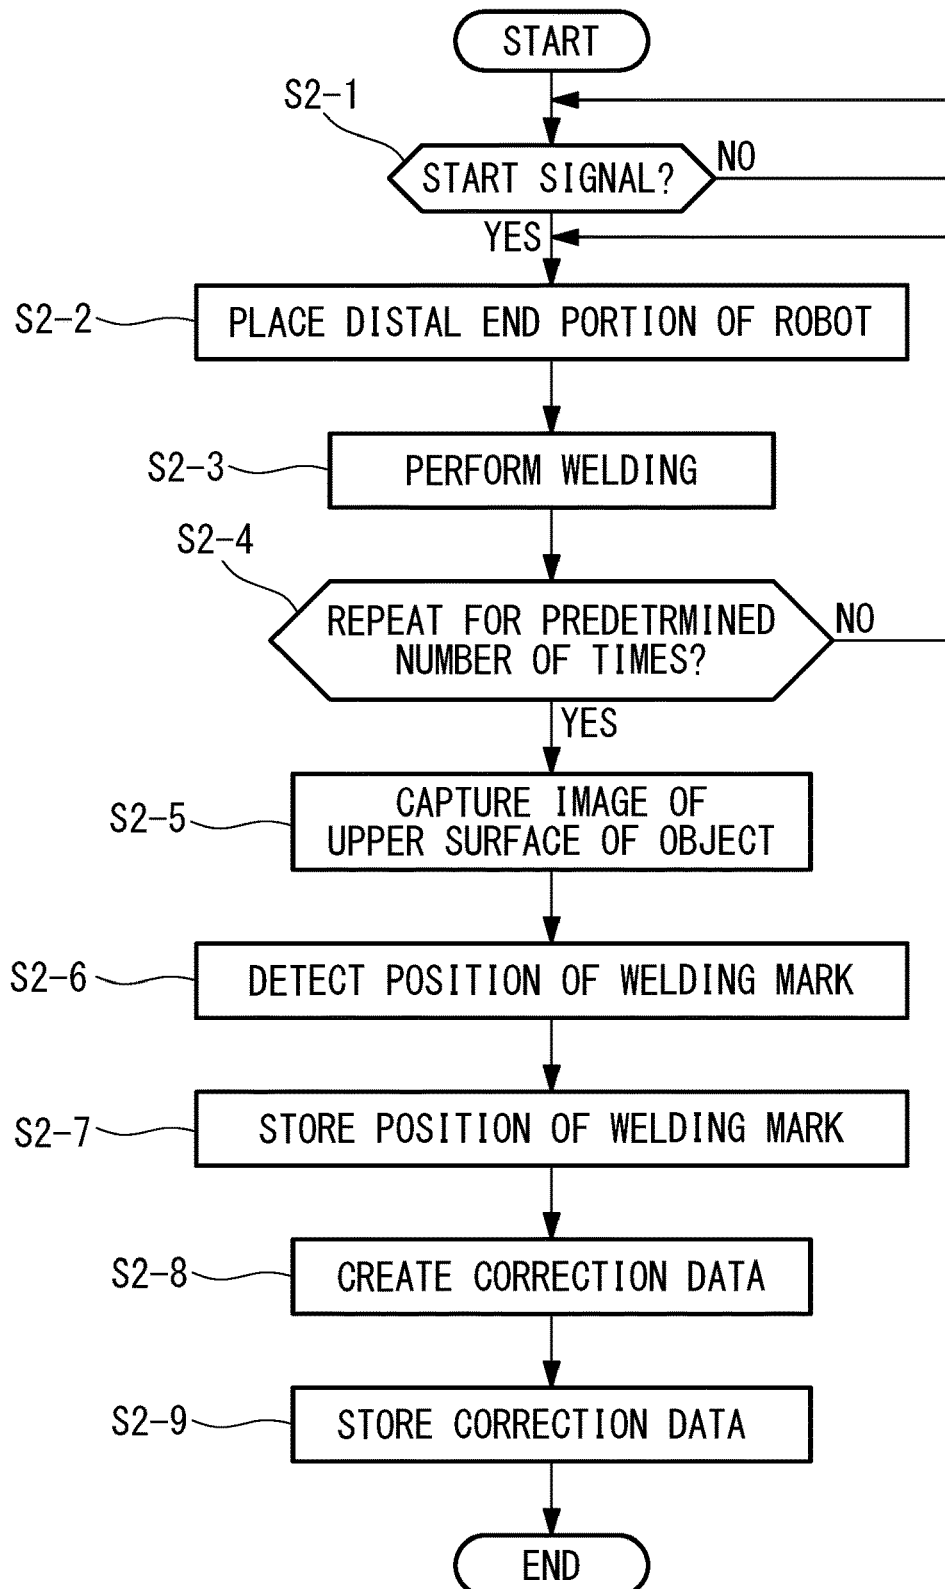 START
S2-1
START SIGNAL?
NO
YES
S2-2
PLACE DISTAL END PORTION OF ROBOT
S2-3
PERFORM WELDING
S2-4
REPEAT FOR PREDETRMINED
NUMBER OF TIMES?
NO
YES
S2-5
CAPTURE IMAGE OF
UPPER SURFACE OF OBJECT
S2-6
DETECT POSITION OF WELDING MARK
S2-7
STORE POSITION OF WELDING MARK
S2-8
CREATE CORRECTION DATA
S2-9
STORE CORRECTION DATA
END